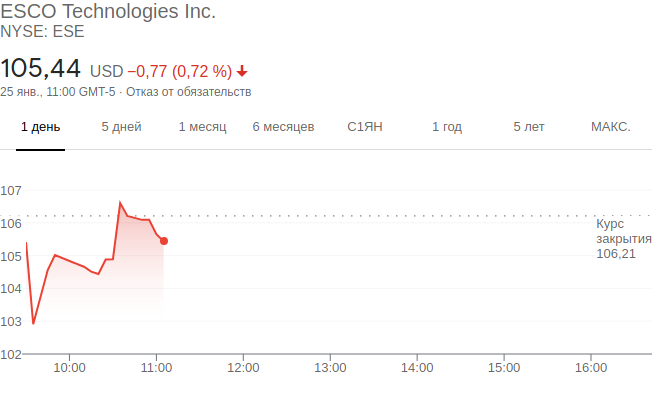 ESCO Technologies Inc.
NYSE: ESE
105,44 USD −0,77 (0,72 %)
25 янв., 11:00 GMT-5 · Отказ от обязательств
1 день 5 дней 1 месяц 6 месяцев С1ЯН 1 год 5 лет МАКС.
107
106
105
104
103
102
Курс
закрытия
106,21
10:00 11:00 12:00 13:00 14:00 15:00 16:00